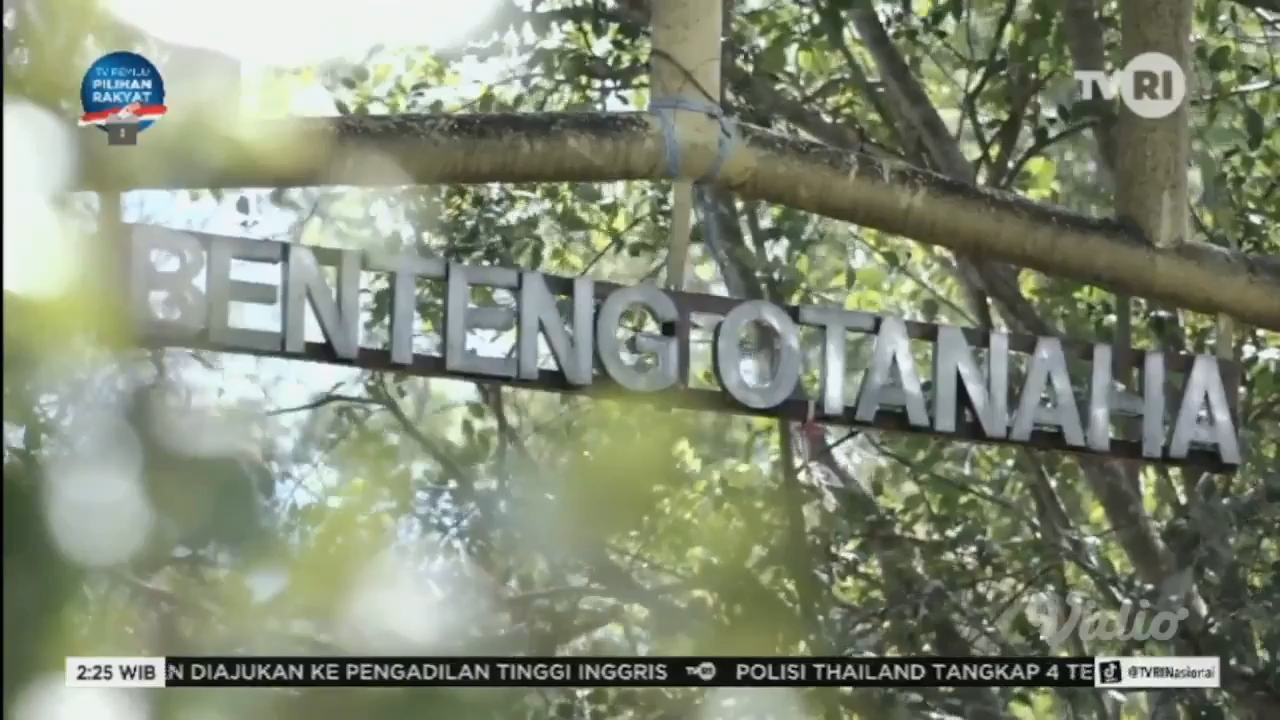 TV PEMILU
PILIHAN
RAKYAT
TVRI
BENTENG OTANAHA
Vidio
2:25 WIB
N DIAJUKAN KE PENGADILAN TINGGI INGGRIS TVRI POLISI THAILAND TANGKAP 4 TE
@TVRINasional